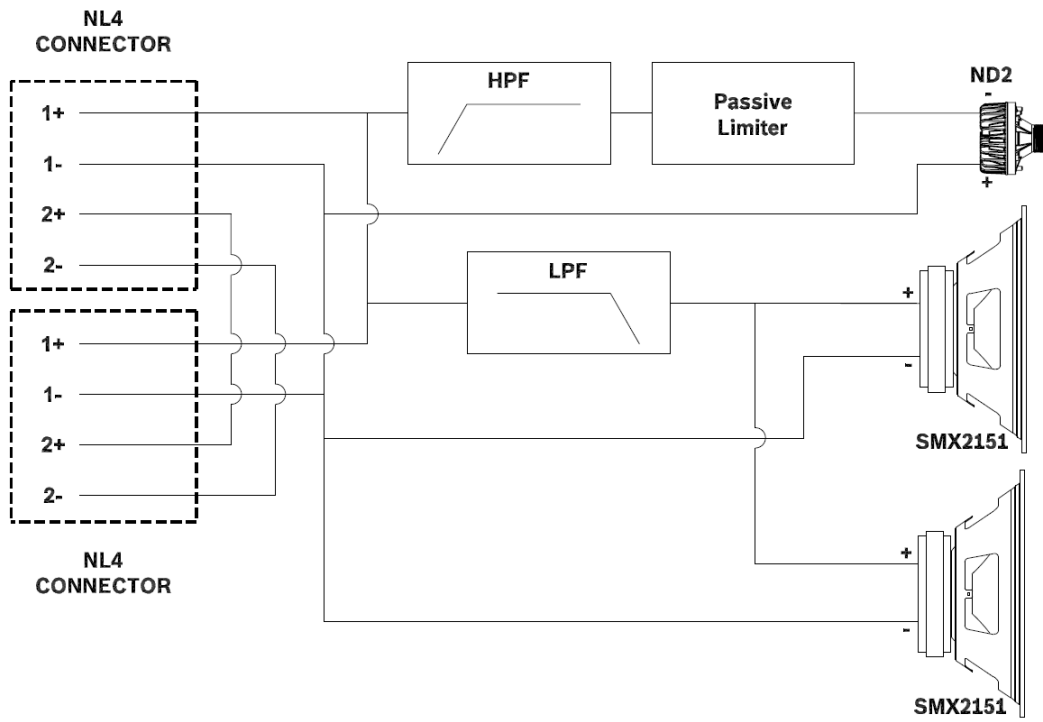 NL4
CONNECTOR
1+
1-
2+
2-
1+
1-
2+
2-
NL4
CONNECTOR
HPF
Passive
Limiter
ND2
-
+
LPF
+
-
SMX2151
+
-
SMX2151